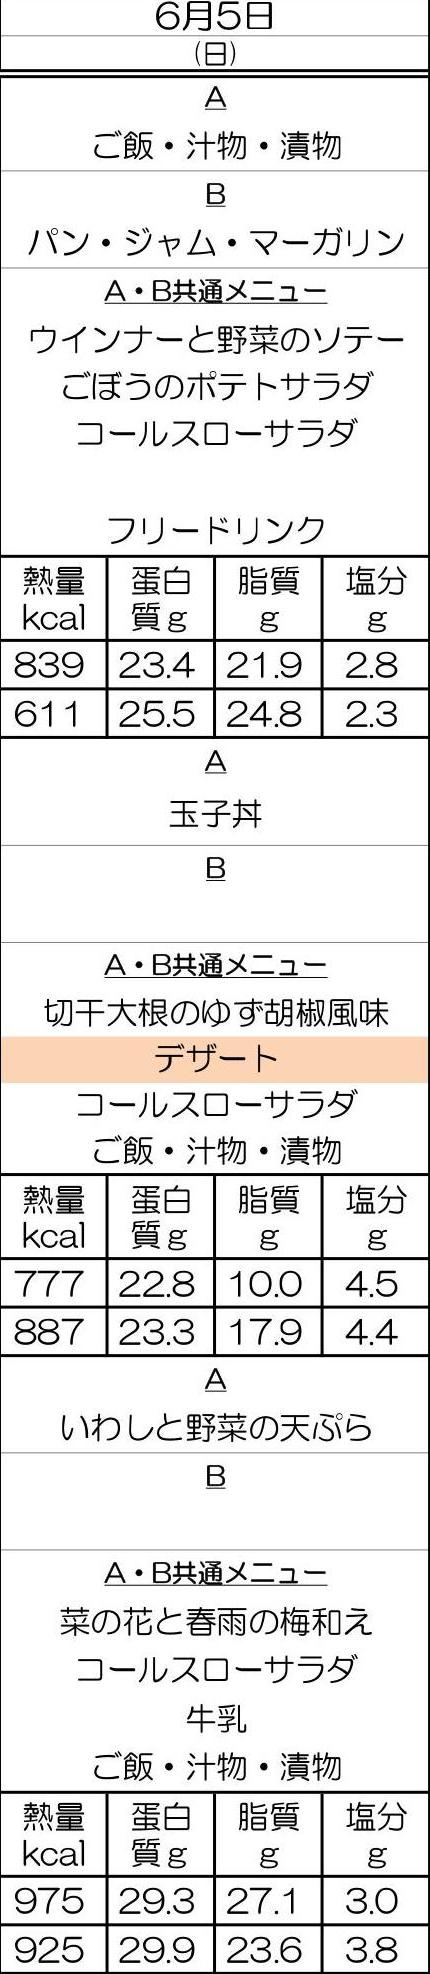 6月5日
(日)
A
ご飯・汁物・漬物
B
パン・ジャム・マーガリン
A・B共通メニュー
ウインナーと野菜のソテー
ごぼうのポテトサラダ
コールスローサラダ
フリードリンク
熱量 蛋白 脂質 塩分
kcal 質g g g
839 23.4 21.9 2.8
611 25.5 24.8 2.3
A
玉子丼
B
A・B共通メニュー
切干大根のゆず胡椒風味
デザート
コールスローサラダ
ご飯・汁物・漬物
熱量 蛋白 脂質 塩分
kcal 質g g g
777 22.8 10.0 4.5
887 23.3 17.9 4.4
A
いわしと野菜の天ぷら
B
A・B共通メニュー
菜の花と春雨の梅和え
コールスローサラダ
牛乳
ご飯・汁物・漬物
熱量 蛋白 脂質 塩分
kcal 質g g g
975 29.3 27.1 3.0
925 29.9 23.6 3.8